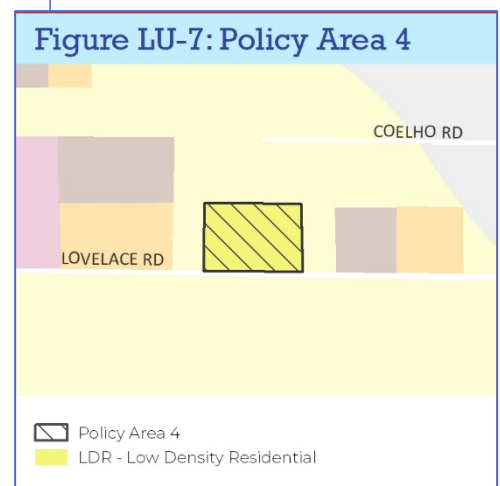 Figure LU-7: Policy Area 4
COELHO RD
LOVELACE RD
Policy Area 4
LDR - Low Density Residential